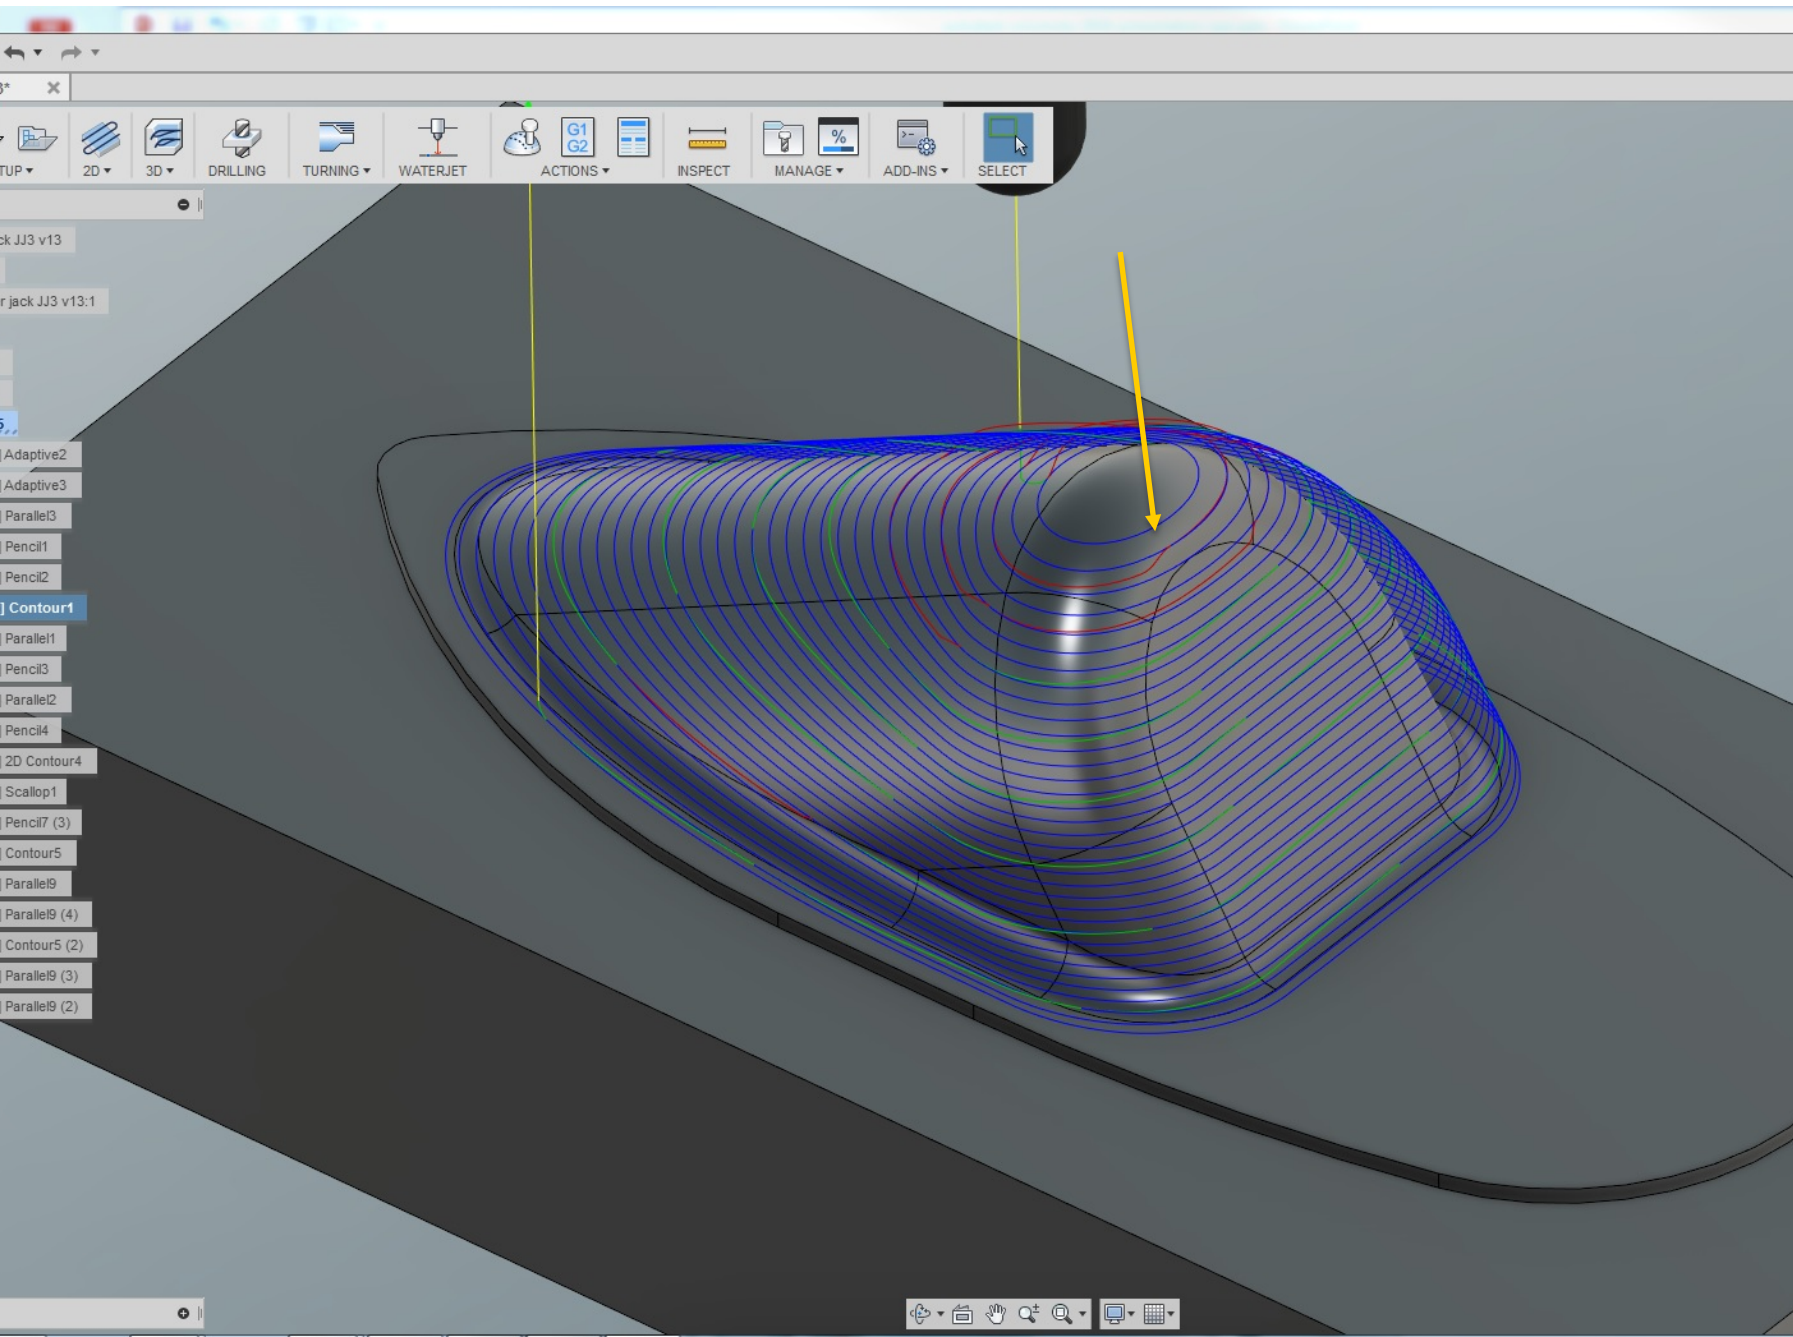 3*
TUP
2D
3D
DRILLING
TURNING
WATERJET
G1
G2
ACTIONS
INSPECT
%
MANAGE
ADD-INS
SELECT
ck JJ3 v13
r jack JJ3 v13:1
5
Adaptive2
Adaptive3
Parallel3
Pencil1
Pencil2
] Contour1
Parallel1
Pencil3
Parallel2
Pencil4
2D Contour4
Scallop1
Pencil7 (3)
Contour5
Parallel9
Parallel9 (4)
Contour5 (2)
Parallel9 (3)
Parallel9 (2)